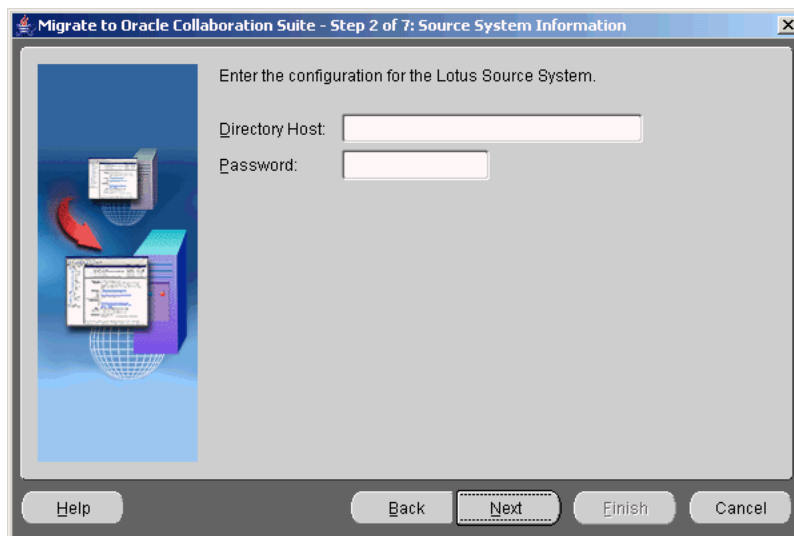 Migrate to Oracle Collaboration Suite - Step 2 of 7: Source System Information
Enter the configuration for the Lotus Source System.
Directory Host:
Password:
Help
Back
Next
Finish
Cancel